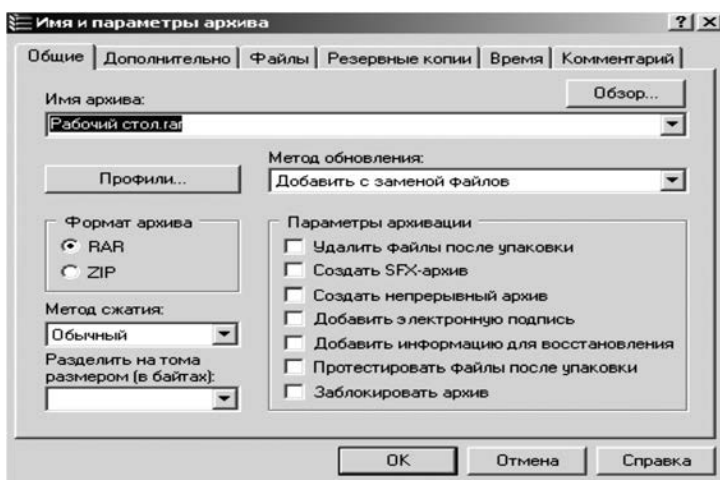 Имя и параметры архива
Общие Дополнительно Файлы Резервные копии Время Комментарий
Имя архива:
Обзор...
Рабочий стол.rar
Метод обновления:
Профили...
Добавить с заменой файлов
Формат архива
RAR
ZIP
Метод сжатия:
Обычный
Разделить на тома
размером (в байтах):
Параметры архивации
Удалить файлы после упаковки
Создать SFX-архив
Создать непрерывный архив
Добавить электронную подпись
Добавить информацию для восстановления
Протестировать файлы после упаковки
Заблокировать архив
OK Отмена Справка